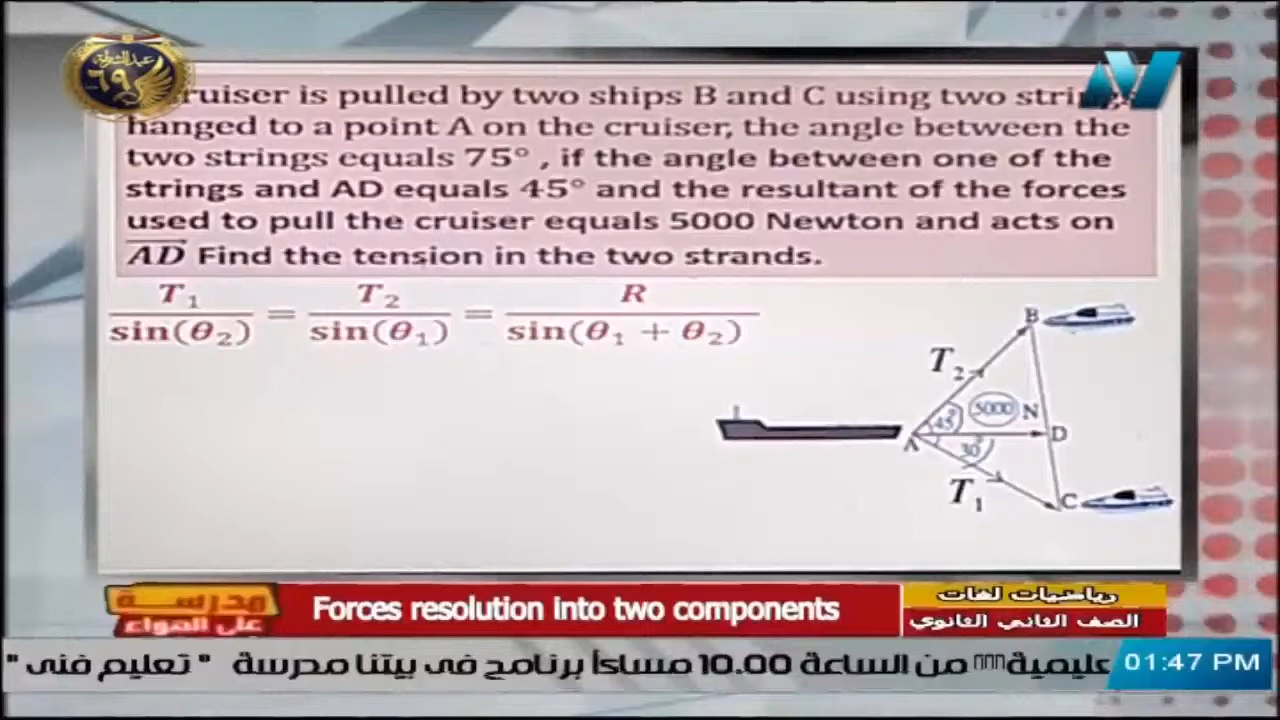 عيد الشرطة
٦٩
ruiser is pulled by two ships B and C using two string
hanged to a point A on the cruiser, the angle between the
two strings equals 75° , if the angle between one of the
strings and AD equals 45° and the resultant of the forces
used to pull the cruiser equals 5000 Newton and acts on
AD Find the tension in the two strands.
T₁ / sin(θ₂) = T₂ / sin(θ₁) = R / sin(θ₁ + θ₂)
B
T₂
5000 N
45°
A
D
30°
T₁
C
مدرسة
على الهواء
Forces resolution into two components
رياضيات لغات
الصف الثاني الثانوي
عليمية من الساعة 10.00 مساءاً برنامج فى بيتنا مدرسة " تعليم فنى "
01:47 PM